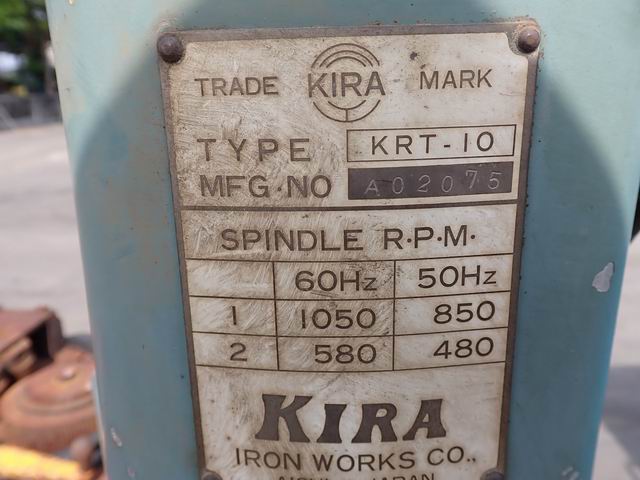 TRADE KIRA MARK
TYPE KRT-10
MFG·NO A02075
SPINDLE R·P·M·
60Hz 50Hz
1 1050 850
2 580 480
KIRA
IRON WORKS CO.,
JAPAN